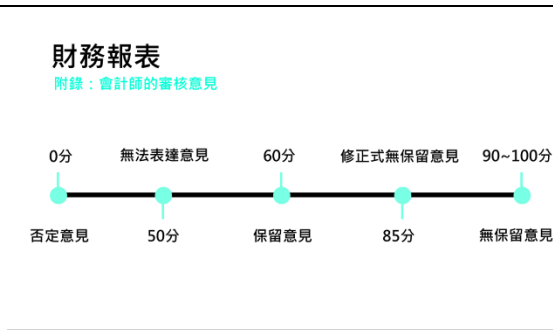 財務報表
附錄：會計師的審核意見
0分 無法表達意見 60分 修正式無保留意見 90~100分
否定意見 50分 保留意見 85分 無保留意見